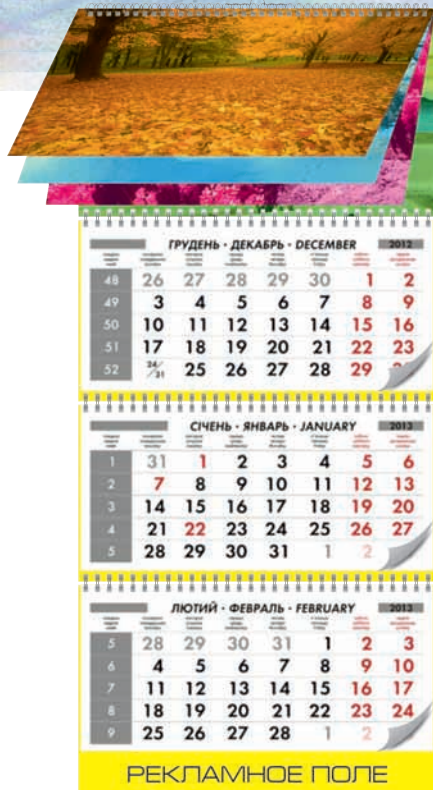 ГРУДЕНЬ · ДЕКАБРЬ · DECEMBER 2012
48 26 27 28 29 30 1 2
49 3 4 5 6 7 8 9
50 10 11 12 13 14 15 16
51 17 18 19 20 21 22 23
52 24/31 25 26 27 28 29
СІЧЕНЬ · ЯНВАРЬ · JANUARY 2013
1 31 1 2 3 4 5 6
2 7 8 9 10 11 12 13
3 14 15 16 17 18 19 20
4 21 22 23 24 25 26 27
5 28 29 30 31 1 2
ЛЮТИЙ · ФЕВРАЛЬ · FEBRUARY 2013
5 28 29 30 31 1 2 3
6 4 5 6 7 8 9 10
7 11 12 13 14 15 16 17
8 18 19 20 21 22 23 24
9 25 26 27 28 1 2
РЕКЛАМНОЕ ПОЛЕ